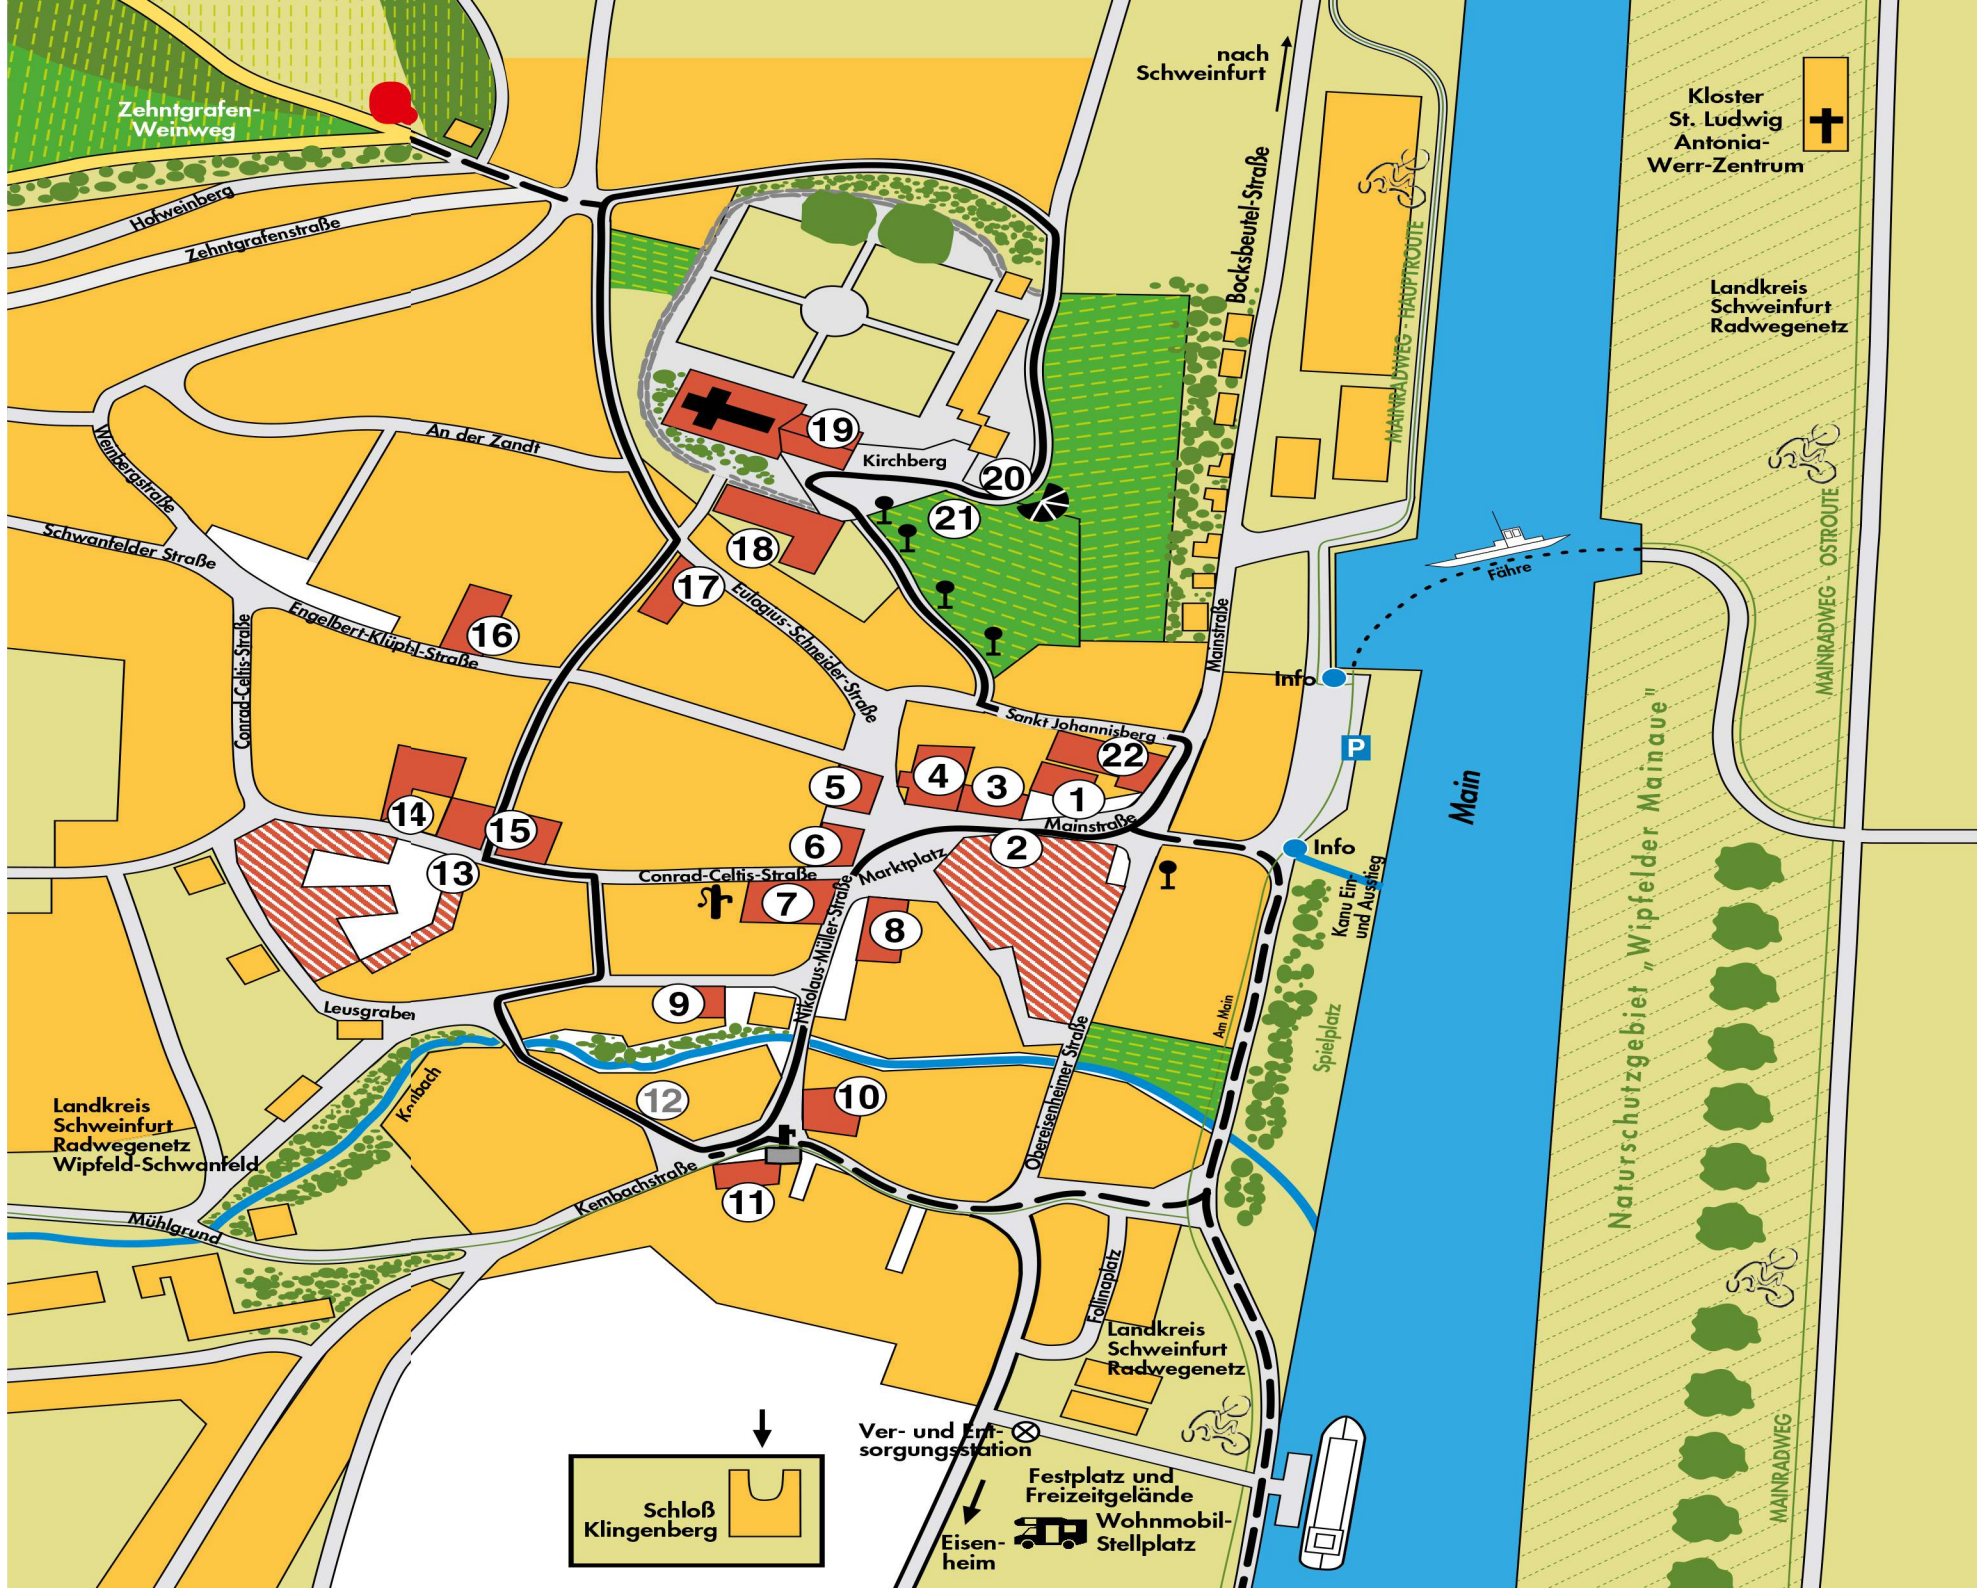 nach
Schweinfurt
Kloster
St. Ludwig
Antonia-
Werr-Zentrum
Zehntgrafen-
Weinweg
Hofweinberg
Zehntgrafenstraße
Bocksbeutel-Straße
MAINRADWEG - HAUPTROUTE
Landkreis
Schweinfurt
Radwegenetz
An der Zandt
Weinbergstraße
19
Kirchberg
20
21
18
17
16
Schwanfelder Straße
Engelbert-Klüpfl-Straße
Eulogius-Schneider-Straße
Conrad-Celtis-Straße
Mainstraße
Fähre
MAINRADWEG - OSTROUTE
Info
P
Sankt Johannisberg
22
4
3
1
5
6
Mainstraße
2
Marktplatz
Main
Info
Kanu Ein-
und Ausstieg
14
15
13
Conrad-Celtis-Straße
7
8
Nikolaus-Müller-Straße
9
Leusgraben
Am Main
Spielplatz
Naturschutzgebiet „Wipfelder Mainaue"
12
10
Obereisenheimer Straße
Landkreis
Schweinfurt
Radwegenetz
Wipfeld-Schwanfeld
11
Kembachstraße
Mühlgrund
Follinaplatz
Landkreis
Schweinfurt
Radwegenetz
MAINRADWEG
Ver- und Ent-
sorgungsstation
Festplatz und
Freizeitgelände
Wohnmobil-
Stellplatz
Eisen-
heim
Schloß
Klingenberg